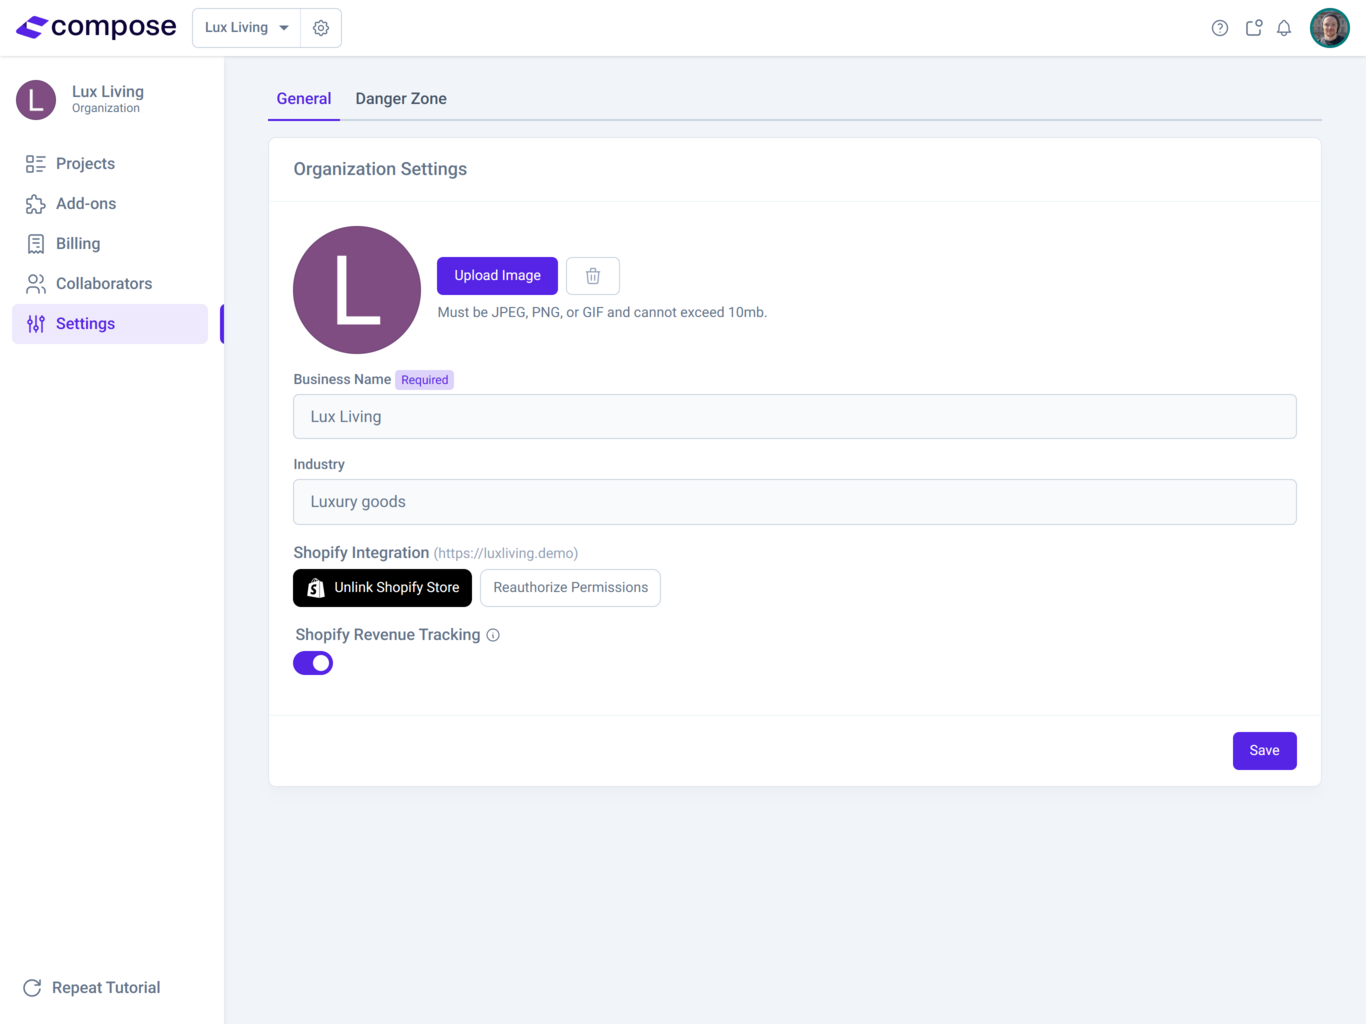 compose
Lux Living
L
Lux Living
Organization
Projects
Add-ons
Billing
Collaborators
Settings
Repeat Tutorial
General
Danger Zone
Organization Settings
L
Upload Image
Must be JPEG, PNG, or GIF and cannot exceed 10mb.
Business Name Required
Lux Living
Industry
Luxury goods
Shopify Integration (https://luxliving.demo)
Unlink Shopify Store
Reauthorize Permissions
Shopify Revenue Tracking
Save